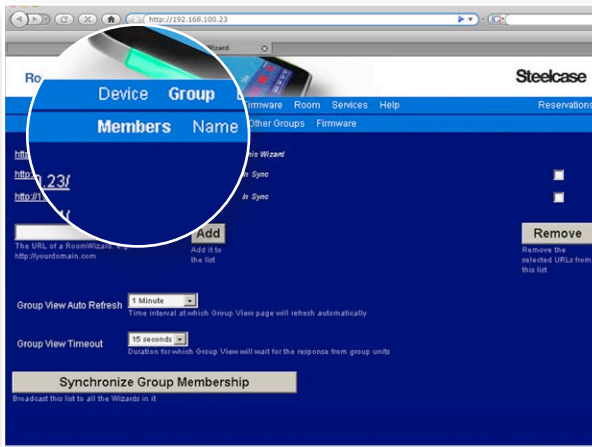 http://192.168.100.23
Wizard
Ro
Steelcase
Device Group
Firmware Room Services Help
Reservations
Members Name
Other Groups Firmware
This Wizard
.23/
In Sync
In Sync
Add
Remove
The URL of a RoomWizard.
http://yourdomain.com
Add it to
the list
Remove the
selected URLs from
this list
Group View Auto Refresh
1 Minute
Time interval at which Group View page will refresh automatically
Group View Timeout
15 seconds
Duration for which Group View will wait for the response from group units
Synchronize Group Membership
Broadcast this list to all the Wizards in it